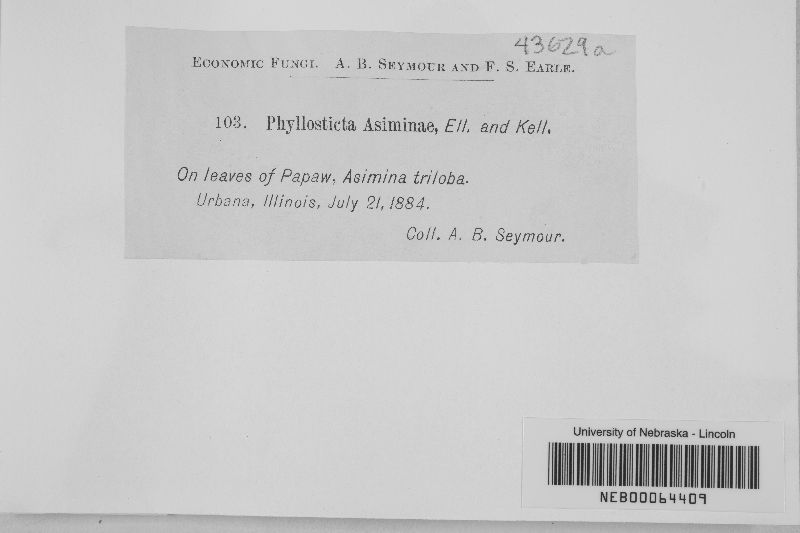 43629a
ECONOMIC FUNGI. A. B. SEYMOUR AND F. S. EARLE.
103. Phyllosticta Asiminae, Ell. and Kell.
On leaves of Papaw, Asimina triloba.
Urbana, Illinois, July 21, 1884.
Coll. A. B. Seymour.
University of Nebraska - Lincoln
NEB00064409